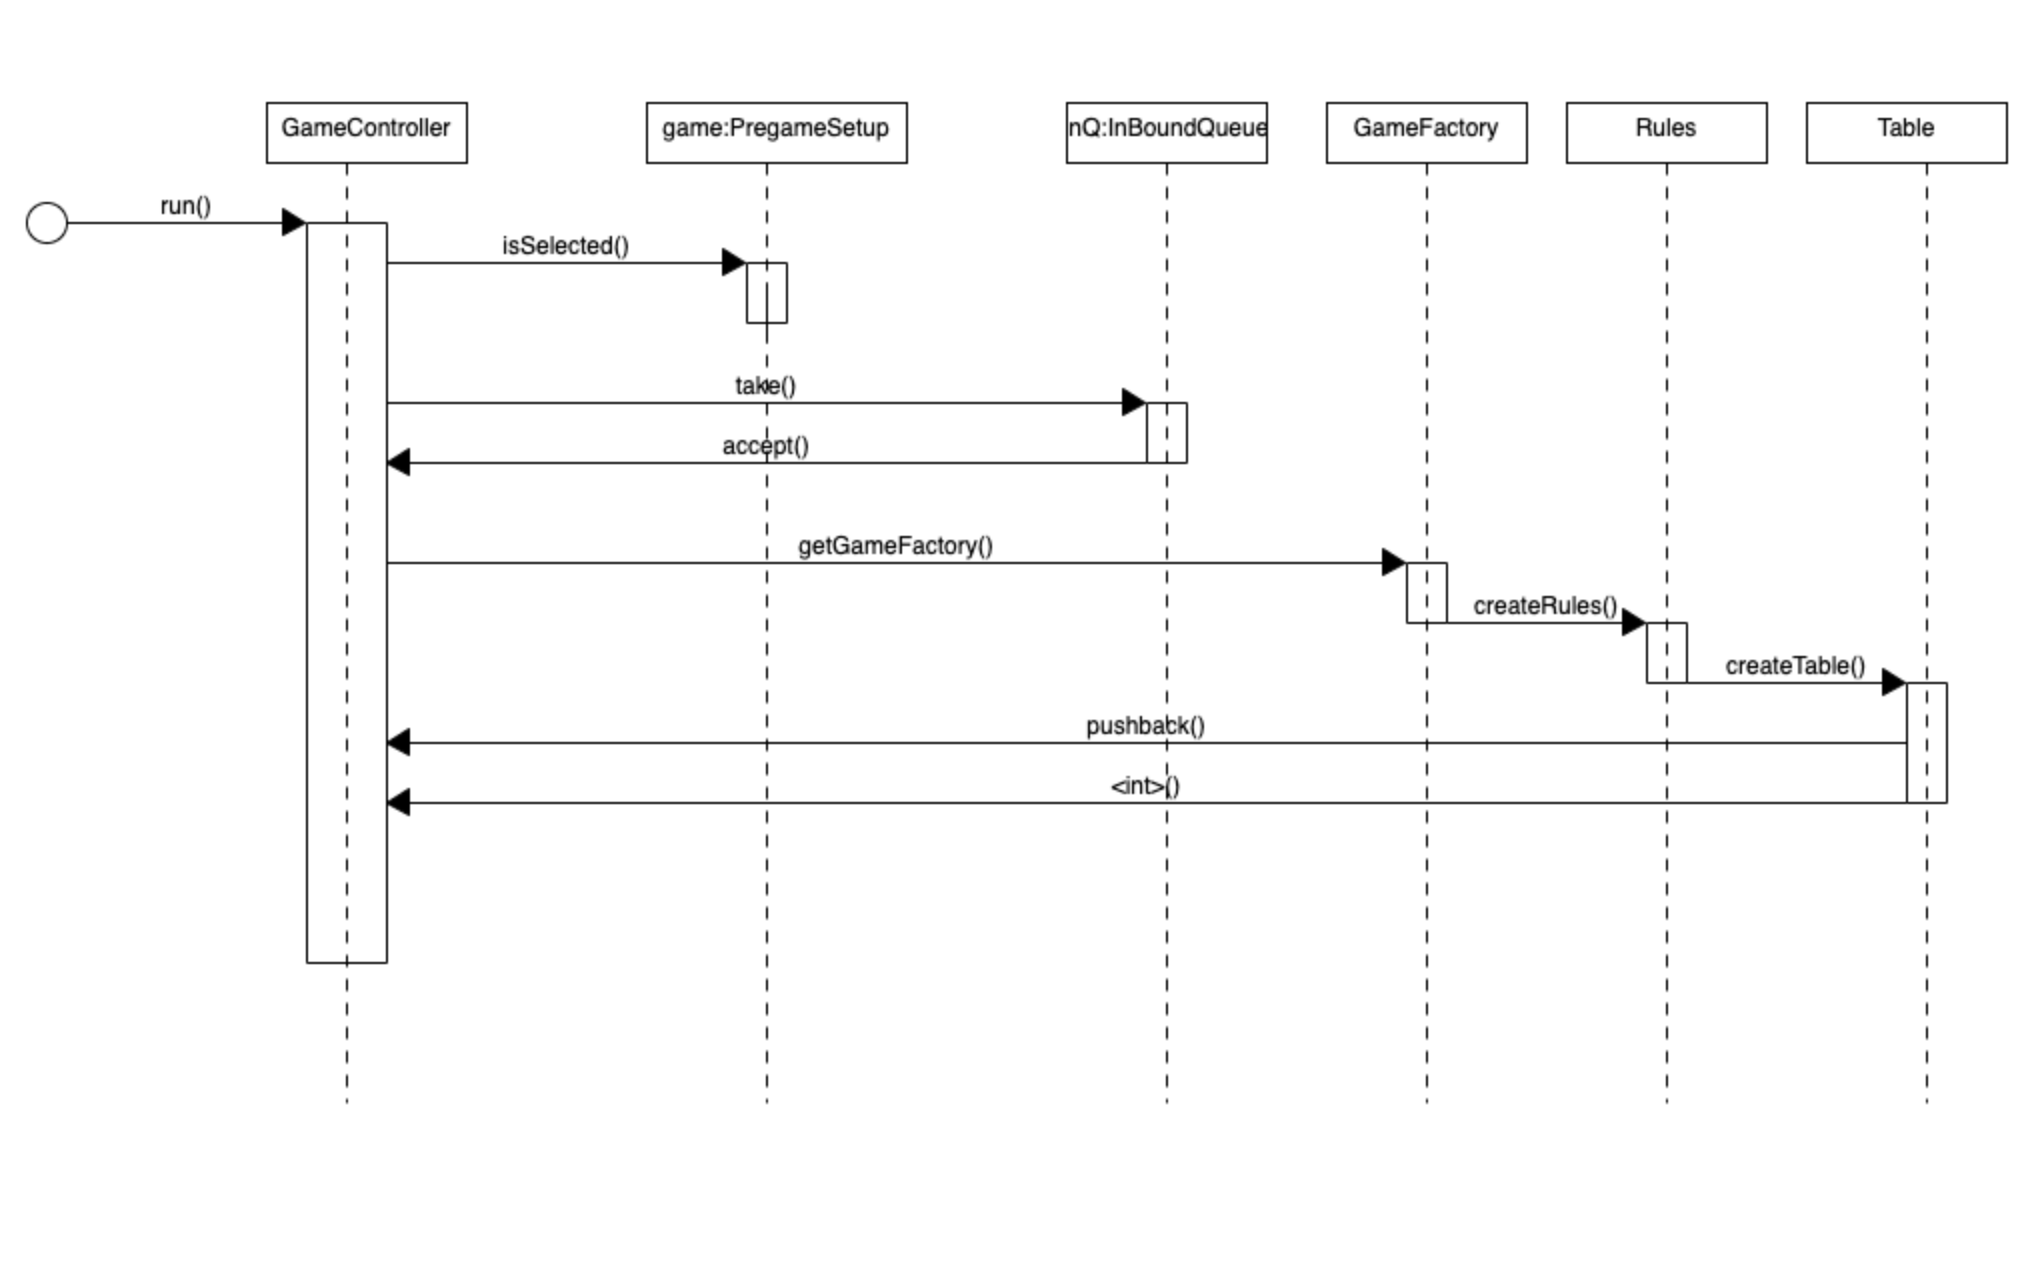 GameController
game:PregameSetup
nQ:InBoundQueue
GameFactory
Rules
Table
run()
isSelected()
take()
accept()
getGameFactory()
createRules()
createTable()
pushback()
<int>()